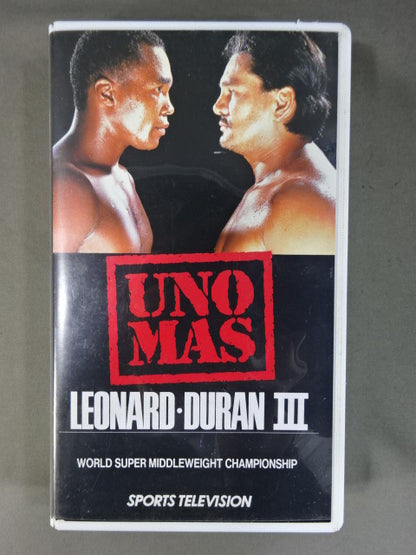 UNO
MAS
LEONARD·DURAN III
WORLD SUPER MIDDLEWEIGHT CHAMPIONSHIP
SPORTS TELEVISION